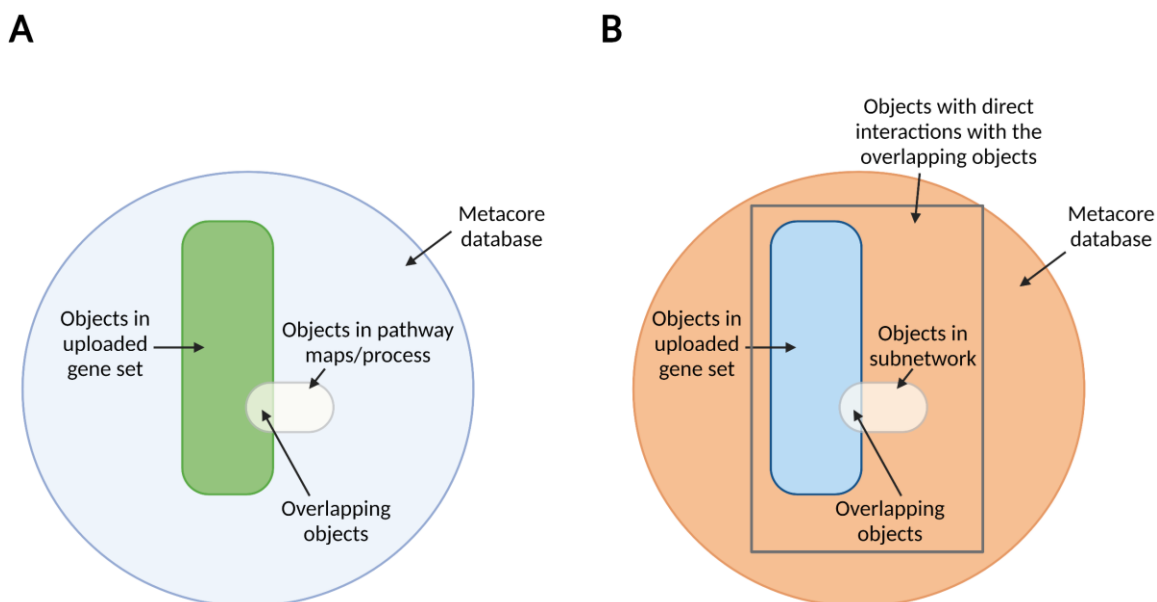 A
Metacore
database
Objects in
uploaded
gene set
Objects in pathway
maps/process
Overlapping
objects
B
Objects with direct
interactions with the
overlapping objects
Metacore
database
Objects in
uploaded
gene set
Objects in
subnetwork
Overlapping
objects